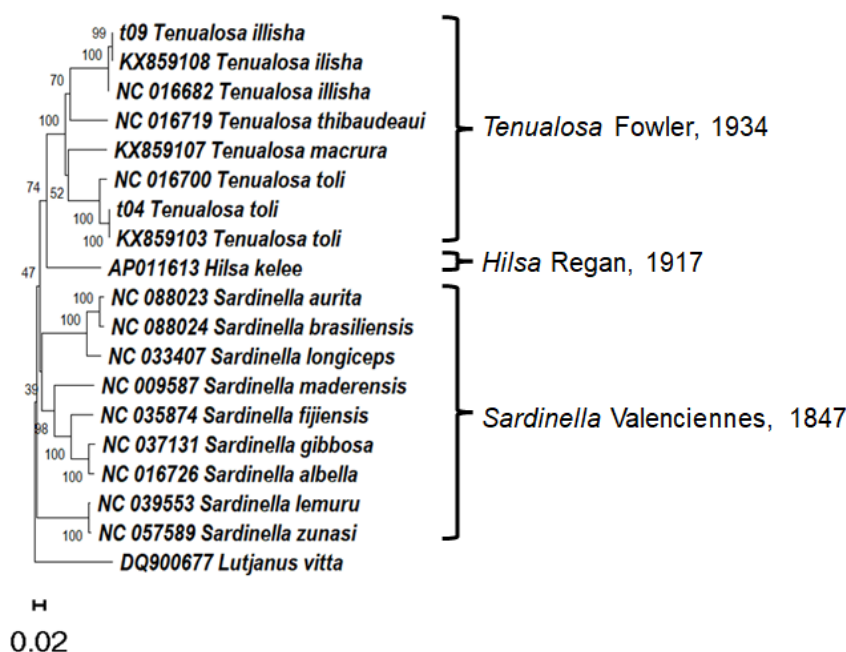 99 t09 Tenualosa illisha
100 KX859108 Tenualosa ilisha
NC 016682 Tenualosa illisha
70
NC 016719 Tenualosa thibaudeaui
100
Tenualosa Fowler, 1934
KX859107 Tenualosa macrura
NC 016700 Tenualosa toli
74 52
100 t04 Tenualosa toli
100 KX859103 Tenualosa toli
AP011613 Hilsa kelee
Hilsa Regan, 1917
47
100 NC 088023 Sardinella aurita
100 NC 088024 Sardinella brasiliensis
NC 033407 Sardinella longiceps
39 NC 009587 Sardinella maderensis
NC 035874 Sardinella fijiensis
Sardinella Valenciennes, 1847
98
100 NC 037131 Sardinella gibbosa
100 NC 016726 Sardinella albella
NC 039553 Sardinella lemuru
100 NC 057589 Sardinella zunasi
DQ900677 Lutjanus vitta
0.02